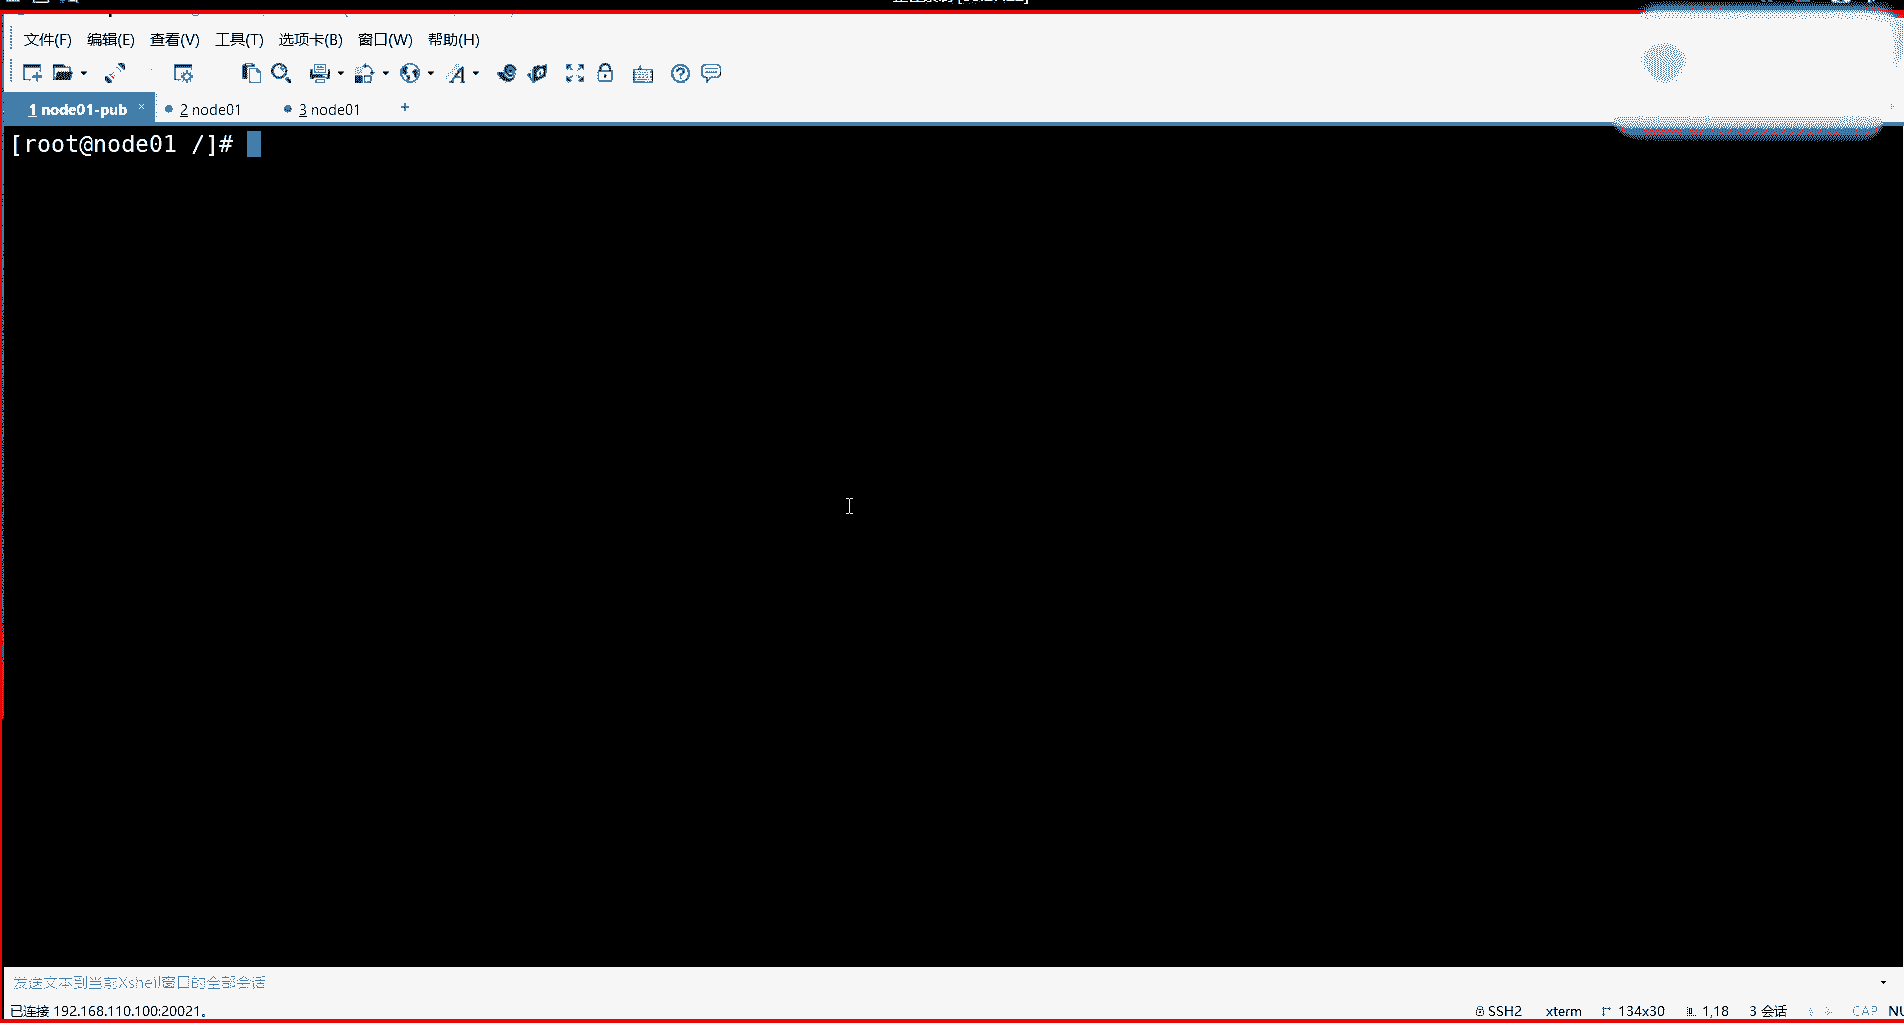 文件(F) 编辑(E) 查看(V) 工具(T) 选项卡(B) 窗口(W) 帮助(H)
1 node01-pub × 2 node01 3 node01 +
[root@node01 /]#
发送文本到当前Xshell窗口的全部会话
已连接 192.168.110.100:20021。 SSH2 xterm 134x30 1,18 3 会话 CAP